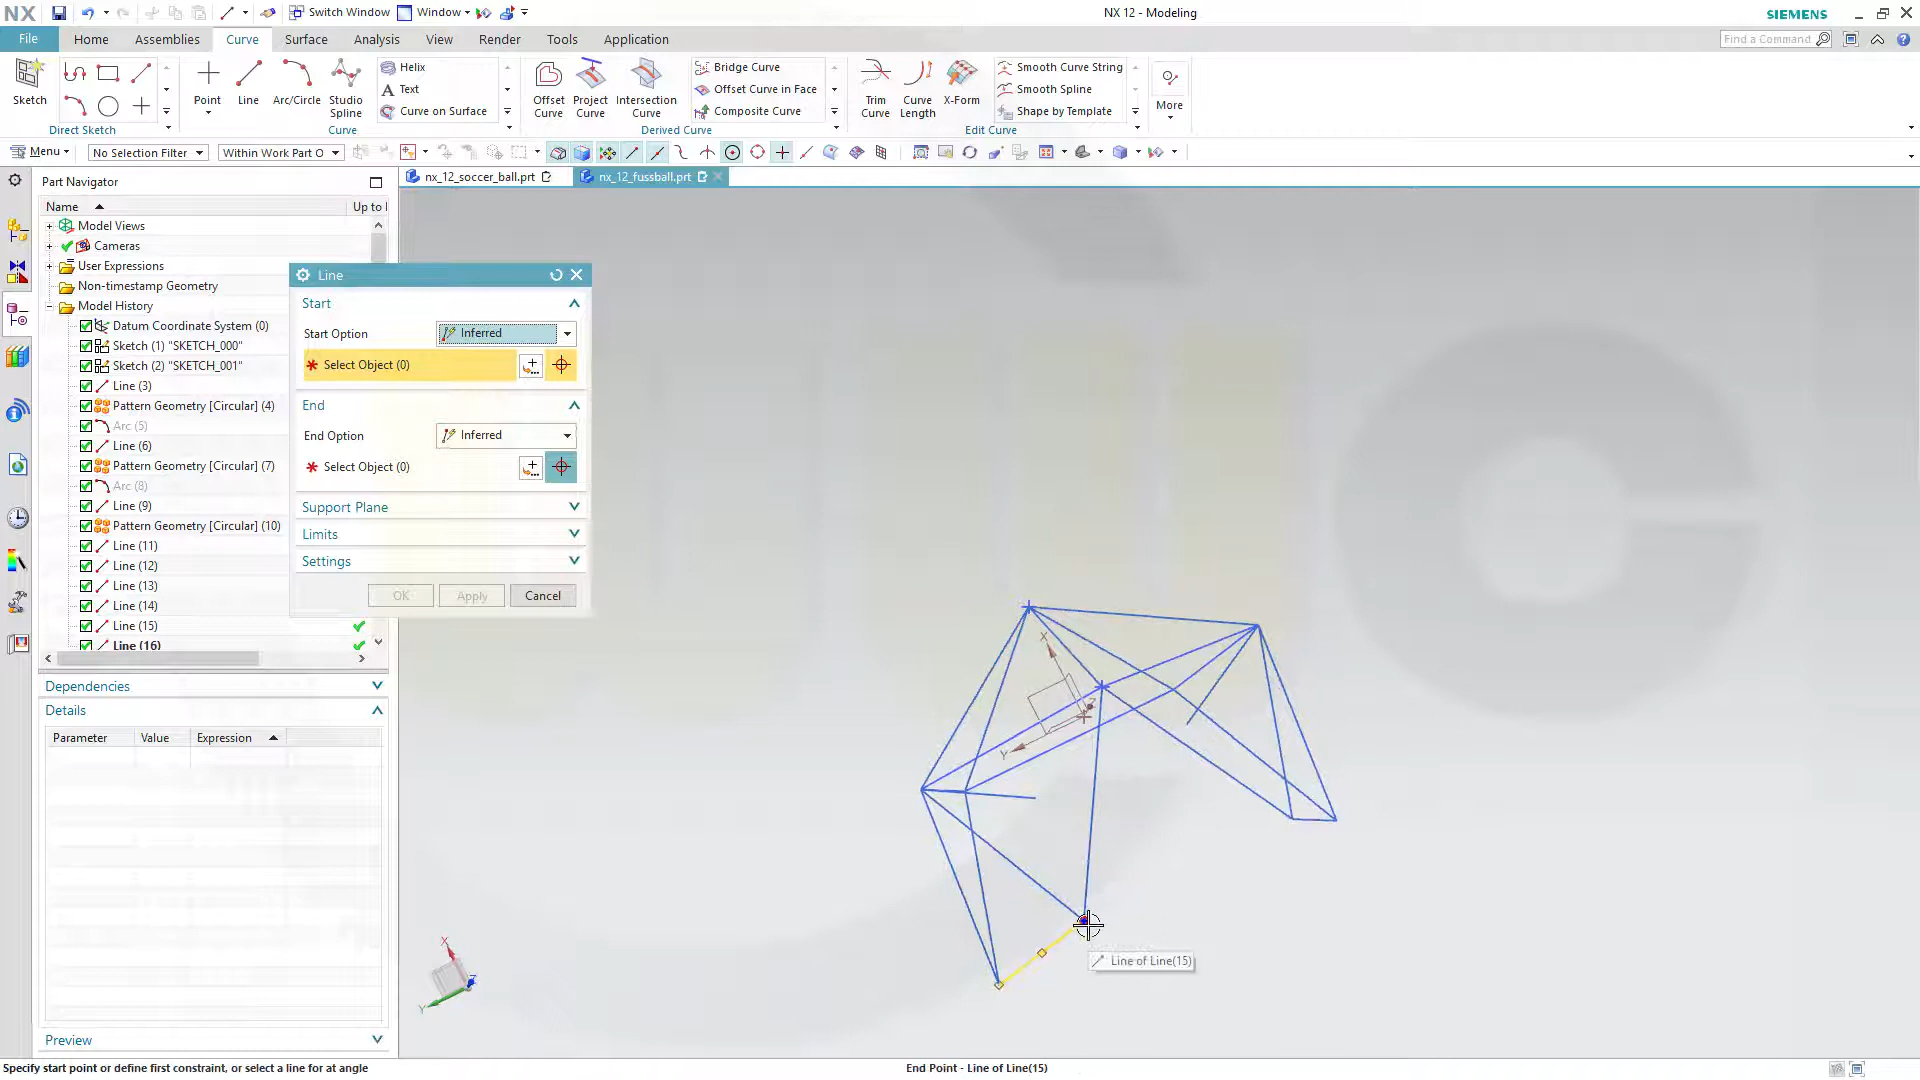 NX
Switch Window
Window
NX 12 - Modeling
SIEMENS
File
Home
Assemblies
Curve
Surface
Analysis
View
Render
Tools
Application
Find a Command
Sketch
Direct Sketch
Point
Line
Arc/Circle
Studio Spline
Helix
Text
Curve on Surface
Curve
Offset Curve
Project Curve
Intersection Curve
Bridge Curve
Offset Curve in Face
Composite Curve
Derived Curve
Trim Curve
Curve Length
X-Form
Smooth Curve String
Smooth Spline
Shape by Template
Edit Curve
More
Menu
No Selection Filter
Within Work Part O
Part Navigator
nx_12_soccer_ball.prt
nx_12_fussball.prt
Name
Up to
Model Views
Cameras
User Expressions
Non-timestamp Geometry
Model History
Datum Coordinate System (0)
Sketch (1) "SKETCH_000"
Sketch (2) "SKETCH_001"
Line (3)
Pattern Geometry [Circular] (4)
Arc (5)
Line (6)
Pattern Geometry [Circular] (7)
Arc (8)
Line (9)
Pattern Geometry [Circular] (10)
Line (11)
Line (12)
Line (13)
Line (14)
Line (15)
Line (16)
Line
Start
Start Option
Inferred
* Select Object (0)
End
End Option
Inferred
* Select Object (0)
Support Plane
Limits
Settings
OK
Apply
Cancel
X
Z
Y
Dependencies
Details
Parameter
Value
Expression
Preview
X
Z
Y
Line of Line(15)
Specify start point or define first constraint, or select a line for at angle
End Point - Line of Line(15)